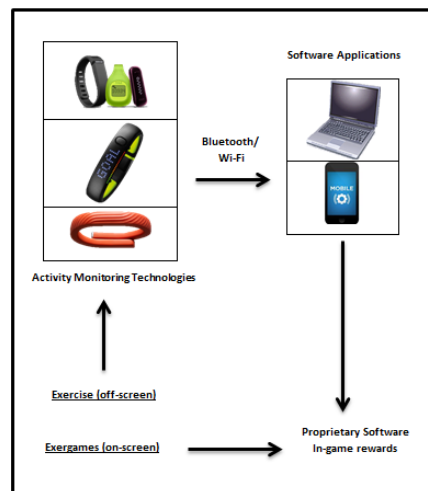 Software Applications
Bluetooth/
Wi-Fi
GOAL
MOBILE
Activity Monitoring Technologies
Exercise (off-screen)
Exergames (on-screen)
Proprietary Software
In-game rewards